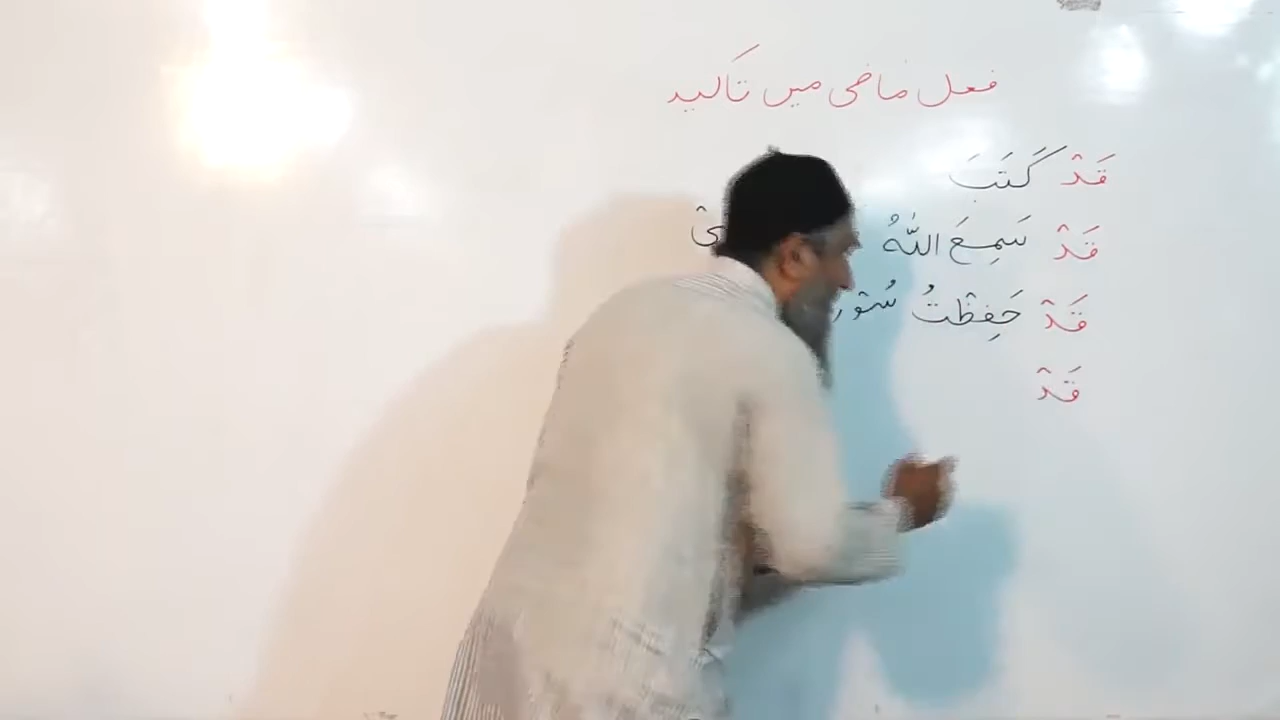 فعل ماضی میں تاکید
قَدْ كَتَبَ
قَدْ سَمِعَ اللّٰهُ
قَدْ حَفِظْتُ
قَدْ